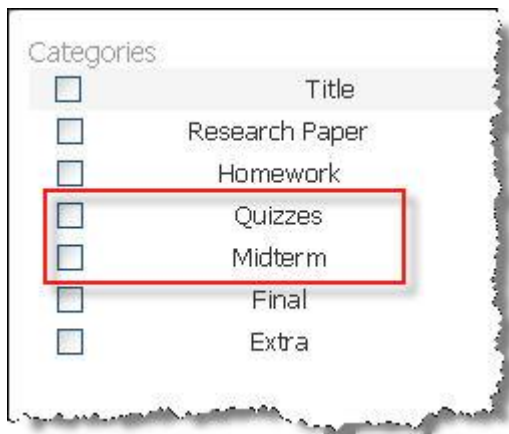 Categories
Title
Research Paper
Homework
Quizzes
Midterm
Final
Extra